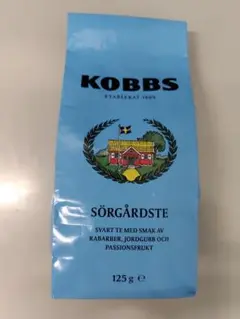 KOBBS
ETABLERAT 1809
SÖRGÅRDSTE
SVART TE MED SMAK AV
RABARBER, JORDGUBB OCH
PASSIONSFRUKT
125 g ℮